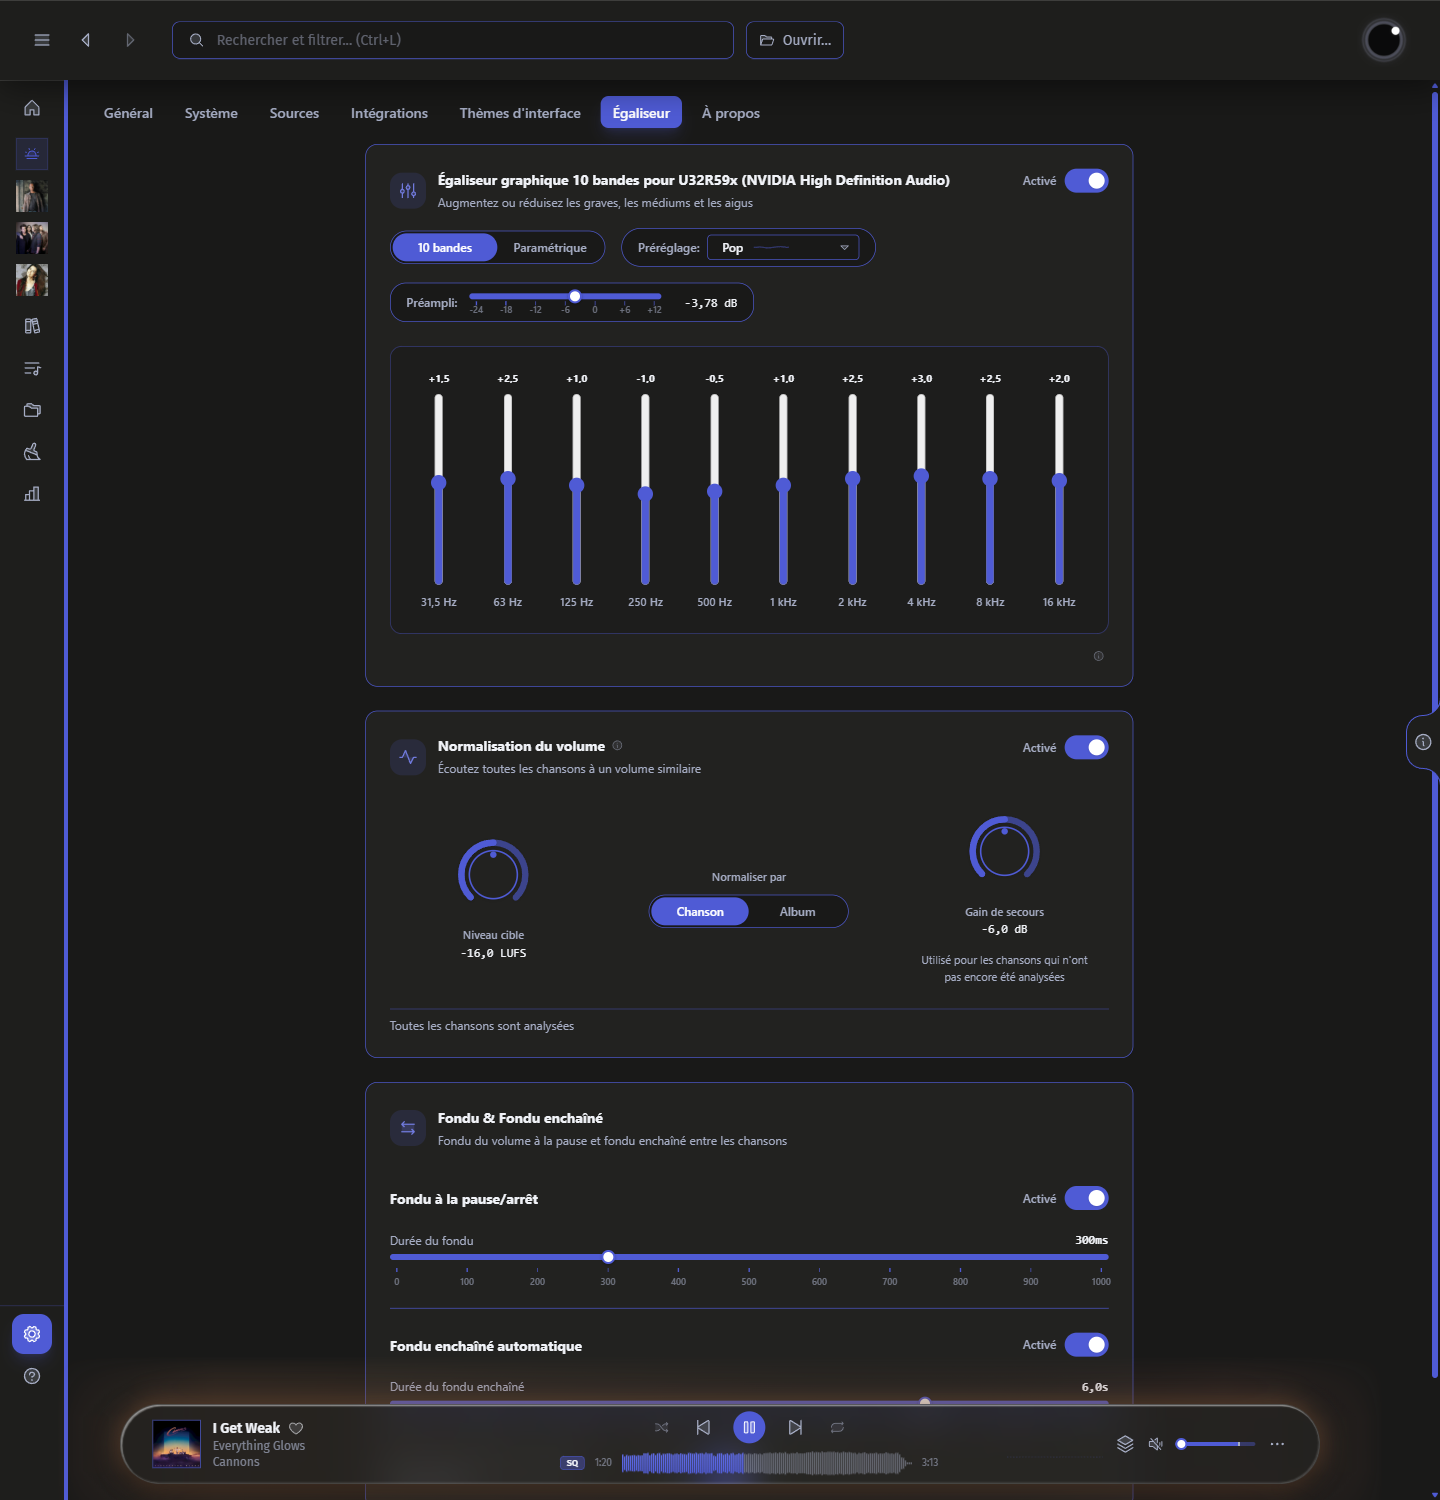 Rechercher et filtrer... (Ctrl+L)
Ouvrir...
Général
Système
Sources
Intégrations
Thèmes d'interface
Égaliseur
À propos
Égaliseur graphique 10 bandes pour U32R59x (NVIDIA High Definition Audio)
Activé
Augmentez ou réduisez les graves, les médiums et les aigus
10 bandes
Paramétrique
Préréglage:
Pop
Préampli:
-24 -18 -12 -6 0 +6 +12
-3,78 dB
+1,5 +2,5 +1,0 -1,0 -0,5 +1,0 +2,5 +3,0 +2,5 +2,0
31,5 Hz 63 Hz 125 Hz 250 Hz 500 Hz 1 kHz 2 kHz 4 kHz 8 kHz 16 kHz
Normalisation du volume
Activé
Écoutez toutes les chansons à un volume similaire
Niveau cible
-16,0 LUFS
Normaliser par
Chanson
Album
Gain de secours
-6,0 dB
Utilisé pour les chansons qui n'ont
pas encore été analysées
Toutes les chansons sont analysées
Fondu & Fondu enchaîné
Fondu du volume à la pause et fondu enchaîné entre les chansons
Fondu à la pause/arrêt
Activé
Durée du fondu
300ms
0 100 200 300 400 500 600 700 800 900 1000
Fondu enchaîné automatique
Activé
Durée du fondu enchaîné
6,0s
I Get Weak
Everything Glows
Cannons
SQ
1:20
3:13